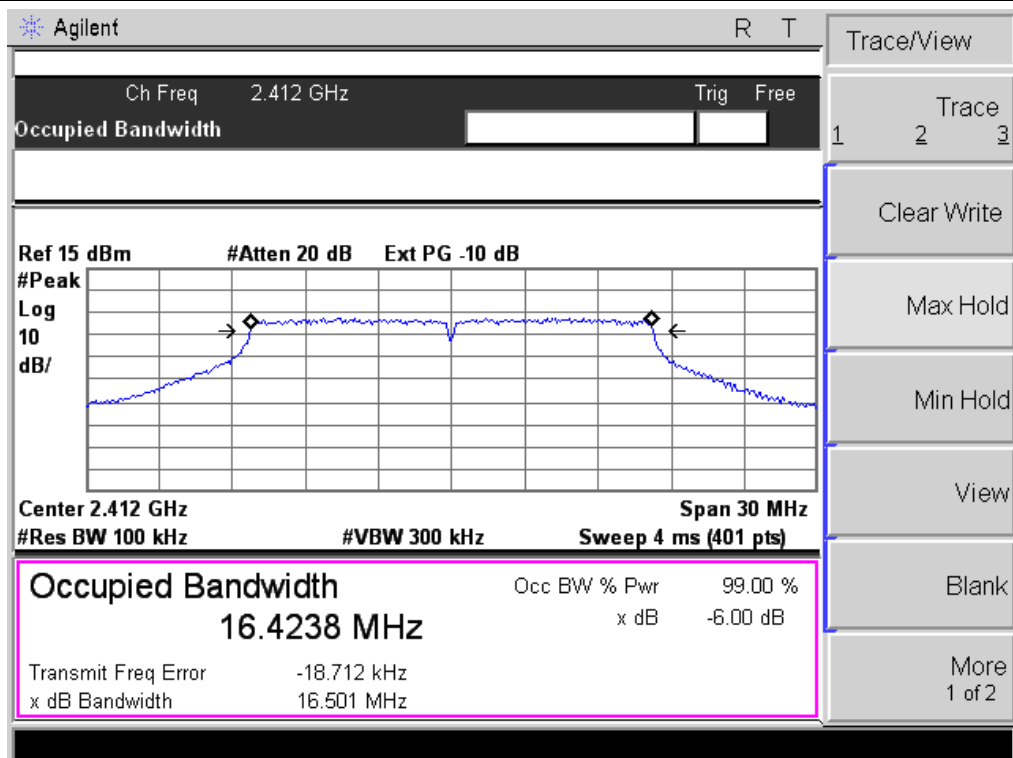 Agilent R T
Ch Freq 2.412 GHz Trig Free
Occupied Bandwidth
Ref 15 dBm #Atten 20 dB Ext PG -10 dB
#Peak
Log
10
dB/
Center 2.412 GHz Span 30 MHz
#Res BW 100 kHz #VBW 300 kHz Sweep 4 ms (401 pts)
Occupied Bandwidth Occ BW % Pwr 99.00 %
16.4238 MHz x dB -6.00 dB
Transmit Freq Error -18.712 kHz
x dB Bandwidth 16.501 MHz
Trace/View
Trace
1 2 3
Clear Write
Max Hold
Min Hold
View
Blank
More
1 of 2